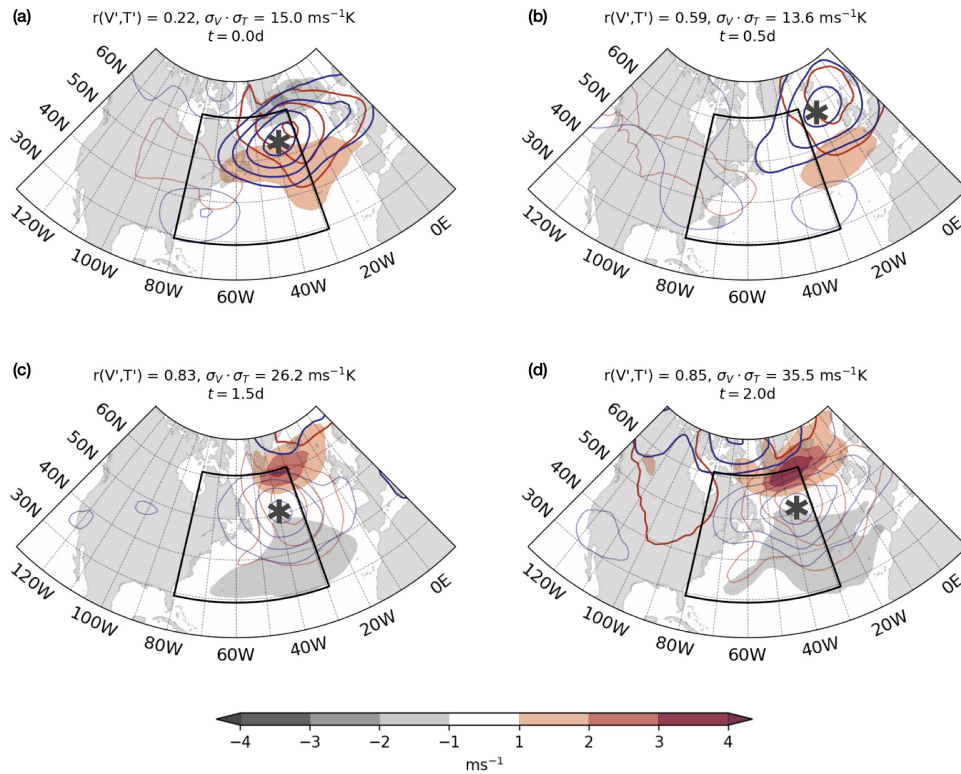 (a)
r(V',T') = 0.22, σ_V · σ_T = 15.0 ms⁻¹K
t = 0.0d
60N
50N
40N
30N
120W
100W
80W
60W
40W
20W
0E
(b)
r(V',T') = 0.59, σ_V · σ_T = 13.6 ms⁻¹K
t = 0.5d
60N
50N
40N
30N
120W
100W
80W
60W
40W
20W
0E
(c)
r(V',T') = 0.83, σ_V · σ_T = 26.2 ms⁻¹K
t = 1.5d
60N
50N
40N
30N
120W
100W
80W
60W
40W
20W
0E
(d)
r(V',T') = 0.85, σ_V · σ_T = 35.5 ms⁻¹K
t = 2.0d
60N
50N
40N
30N
120W
100W
80W
60W
40W
20W
0E
−4 −3 −2 −1 1 2 3 4
ms⁻¹